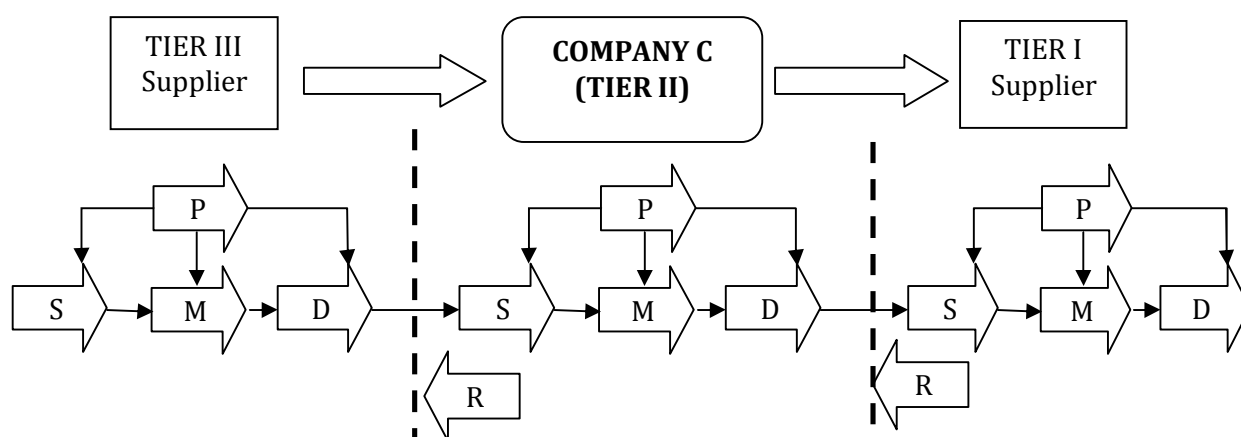 TIER III
Supplier
COMPANY C
(TIER II)
TIER I
Supplier
P
P
P
S
M
D
S
M
D
S
M
D
R
R